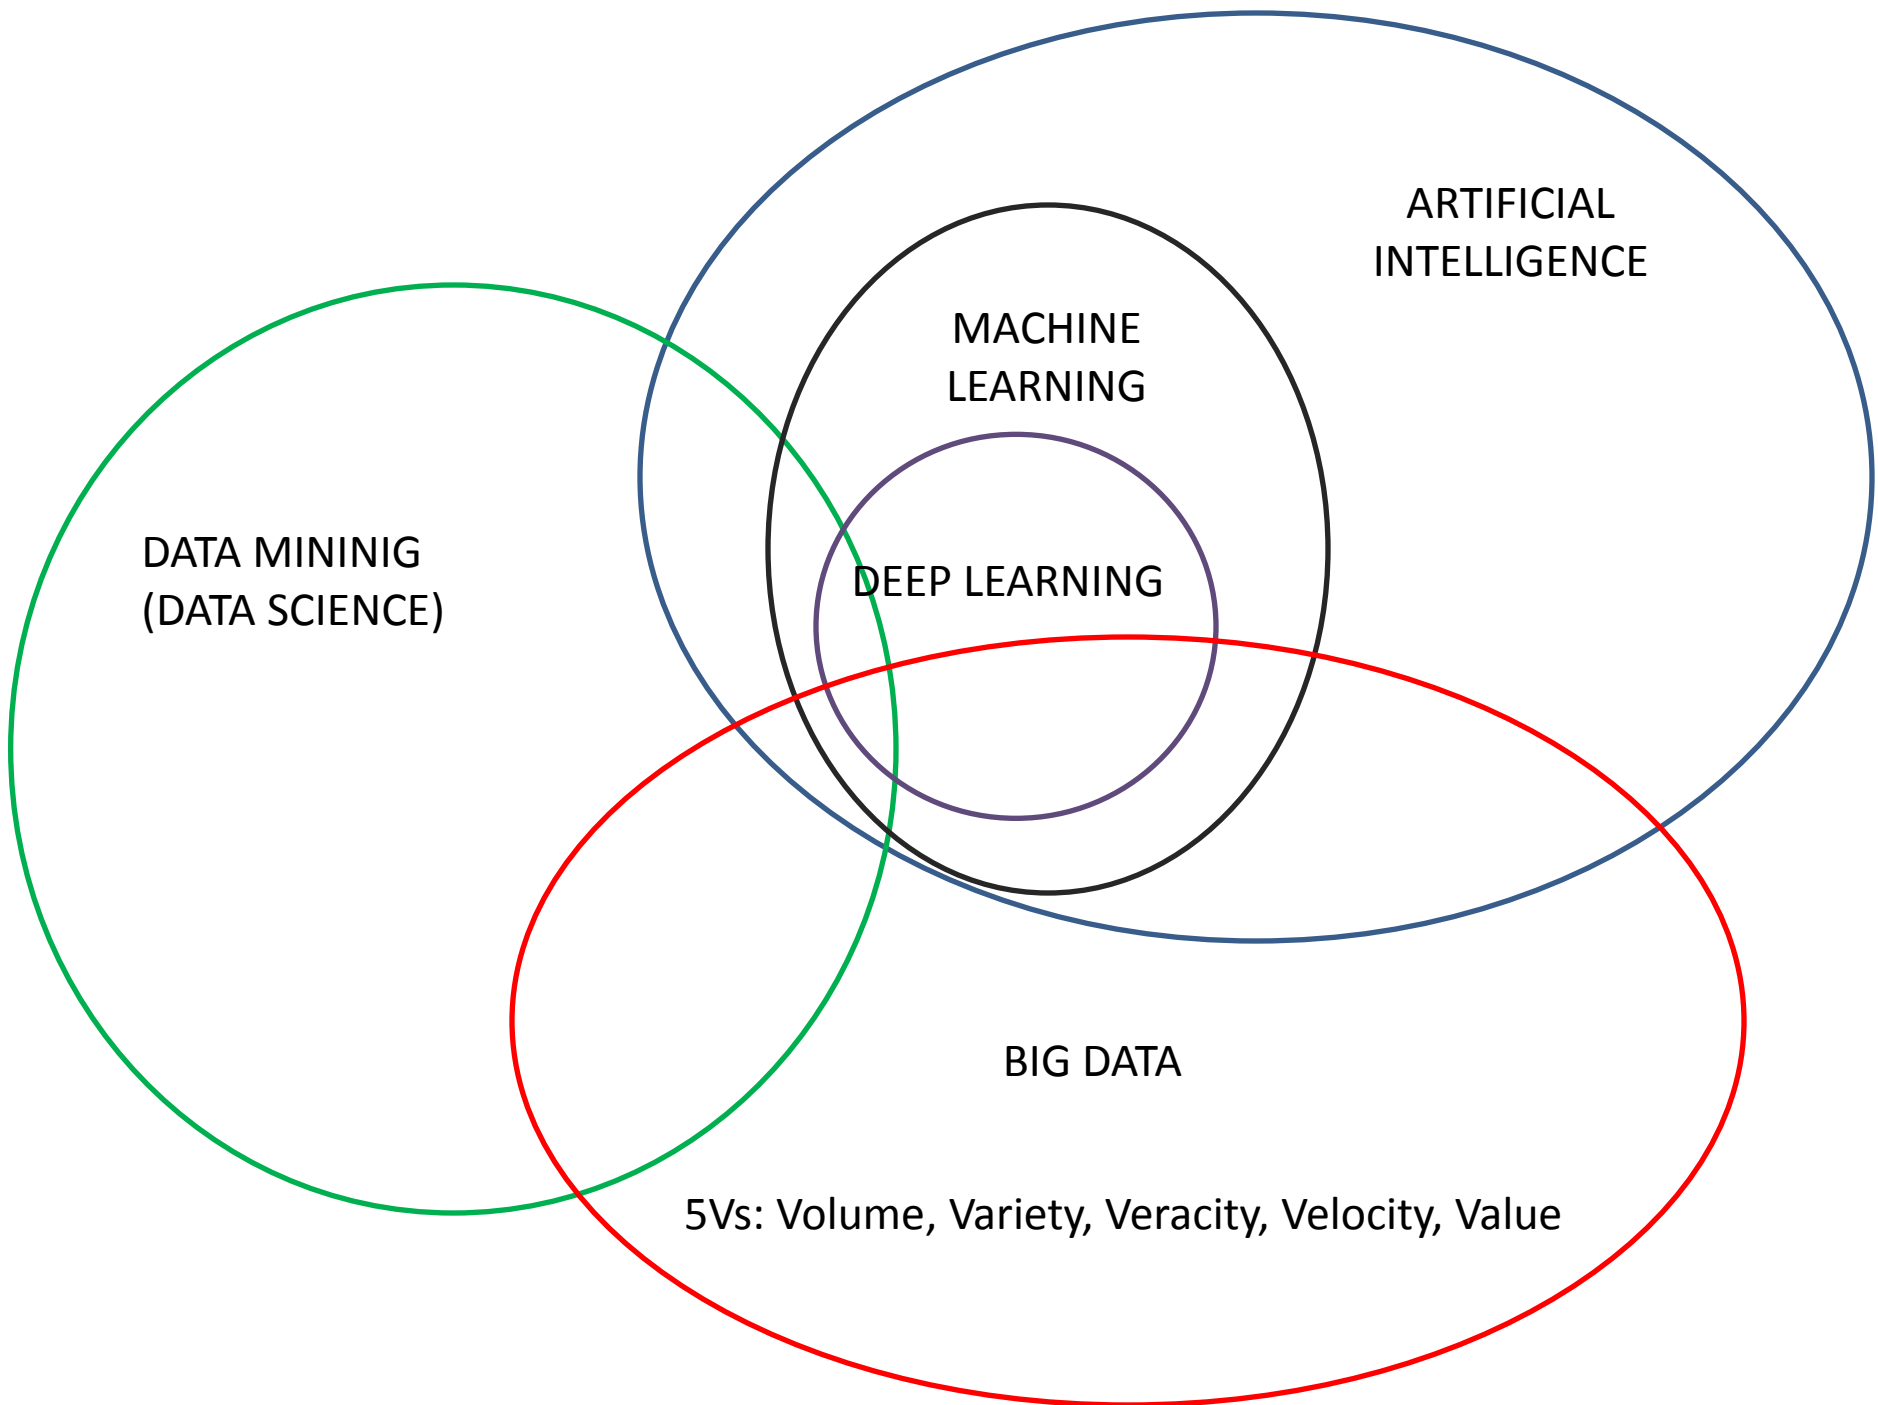 ARTIFICIAL
INTELLIGENCE
MACHINE
LEARNING
DATA MININIG
(DATA SCIENCE)
DEEP LEARNING
BIG DATA
5Vs: Volume, Variety, Veracity, Velocity, Value